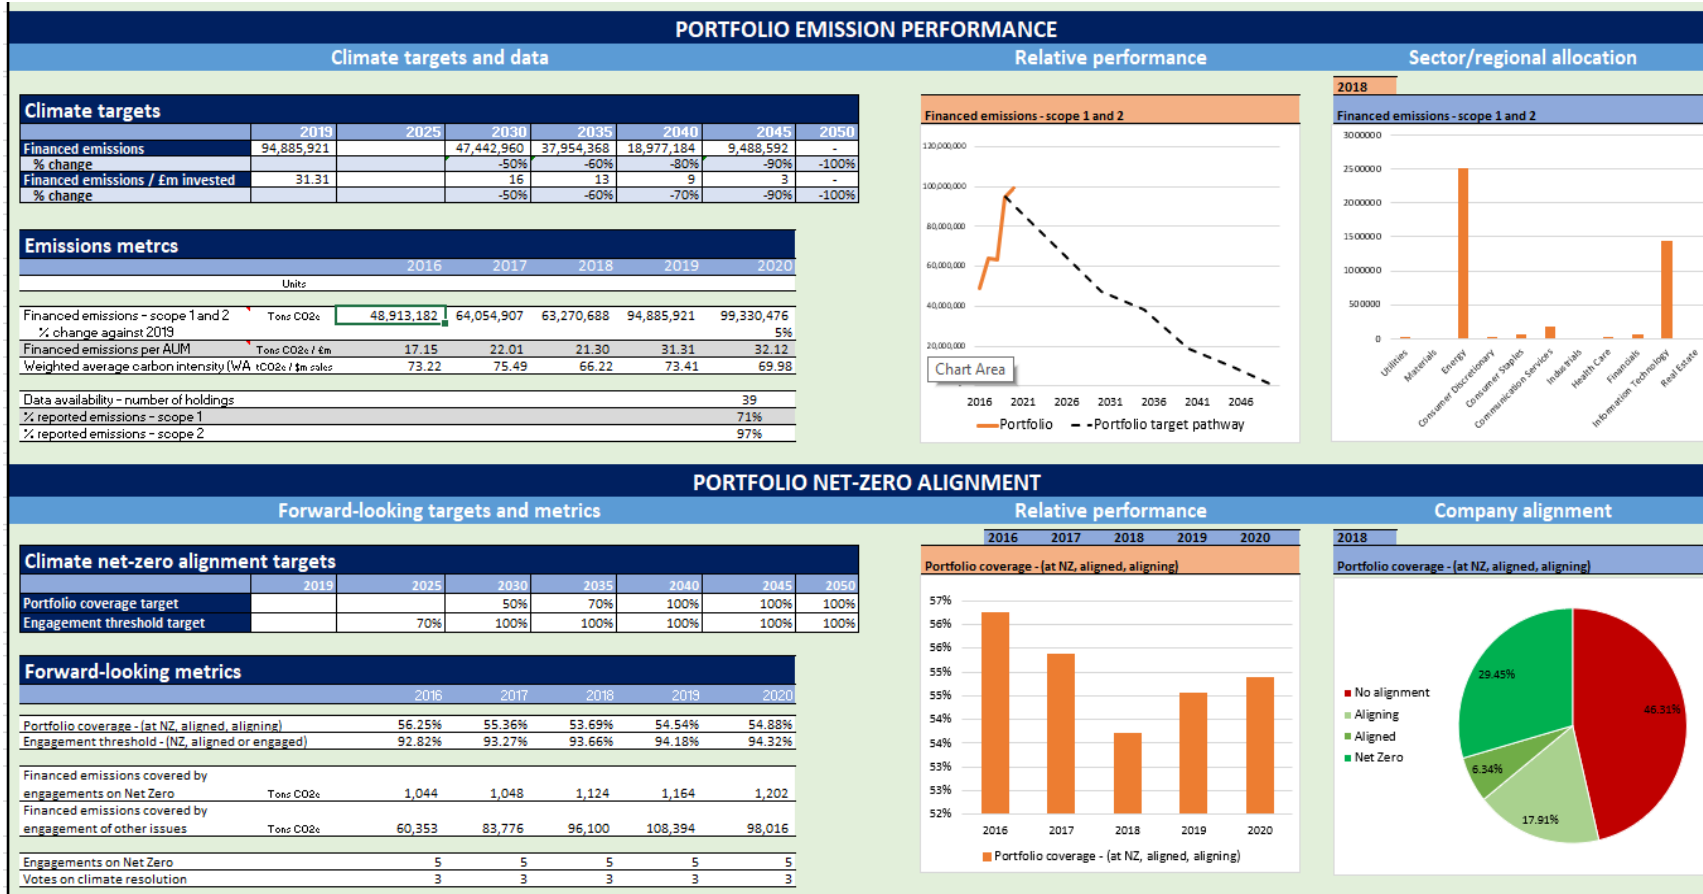 PORTFOLIO EMISSION PERFORMANCE
Climate targets and data
Relative performance
Sector/regional allocation
Climate targets
2019 2025 2030 2035 2040 2045 2050
Financed emissions 94,885,921 47,442,960 37,954,368 18,977,184 9,488,592 -
% change -50% -60% -80% -90% -100%
Financed emissions / £m invested 31.31 16 13 9 3 -
% change -50% -60% -70% -90% -100%
Emissions metrcs
2016 2017 2018 2019 2020
Units
Financed emissions - scope 1 and 2 Tons CO2e 48,913,182 64,054,907 63,270,688 94,885,921 99,330,476
% change against 2019 5%
Financed emissions per AUM Tons CO2e / £m 17.15 22.01 21.30 31.31 32.12
Weighted average carbon intensity (WA tCO2e / $m sales 73.22 75.49 66.22 73.41 69.98
Data availability - number of holdings 39
% reported emissions - scope 1 71%
% reported emissions - scope 2 97%
Financed emissions - scope 1 and 2
120,000,000
100,000,000
80,000,000
60,000,000
40,000,000
20,000,000
Chart Area
2016 2021 2026 2031 2036 2041 2046
Portfolio Portfolio target pathway
2018
Financed emissions - scope 1 and 2
3000000
2500000
2000000
1500000
1000000
500000
0
Utilities
Materials
Energy
Consumer Discretionary
Consumer Staples
Communication Services
Industrials
Health Care
Financials
Information Technology
Real Estate
PORTFOLIO NET-ZERO ALIGNMENT
Forward-looking targets and metrics
Relative performance
Company alignment
Climate net-zero alignment targets
2019 2025 2030 2035 2040 2045 2050
Portfolio coverage target 50% 70% 100% 100% 100%
Engagement threshold target 70% 100% 100% 100% 100% 100%
Forward-looking metrics
2016 2017 2018 2019 2020
Portfolio coverage - (at NZ, aligned, aligning) 56.25% 55.36% 53.69% 54.54% 54.88%
Engagement threshold - (NZ, aligned or engaged) 92.82% 93.27% 93.66% 94.18% 94.32%
Financed emissions covered by
engagements on Net Zero Tons CO2e 1,044 1,048 1,124 1,164 1,202
Financed emissions covered by
engagement of other issues Tons CO2e 60,353 83,776 96,100 108,394 98,016
Engagements on Net Zero 5 5 5 5 5
Votes on climate resolution 3 3 3 3 3
2016 2017 2018 2019 2020
Portfolio coverage - (at NZ, aligned, aligning)
57%
56%
56%
55%
55%
54%
54%
53%
53%
52%
2016 2017 2018 2019 2020
Portfolio coverage - (at NZ, aligned, aligning)
2018
Portfolio coverage - (at NZ, aligned, aligning)
No alignment
Aligning
Aligned
Net Zero
29.45%
46.31%
6.34%
17.91%